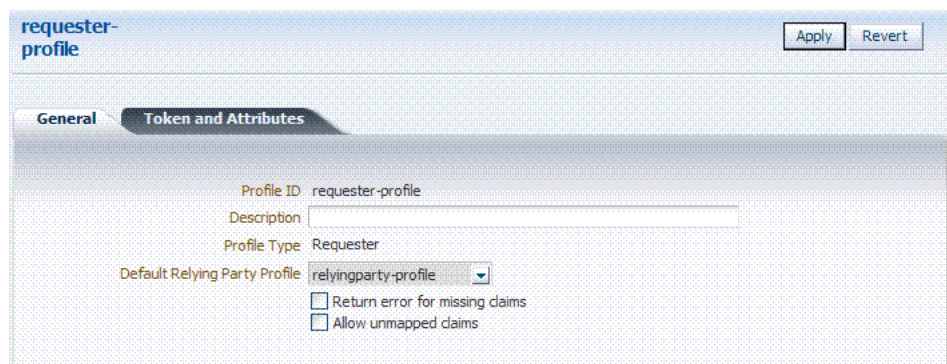 requester-
profile
Apply Revert
General Token and Attributes
Profile ID requester-profile
Description
Profile Type Requester
Default Relying Party Profile relyingparty-profile
Return error for missing claims
Allow unmapped claims